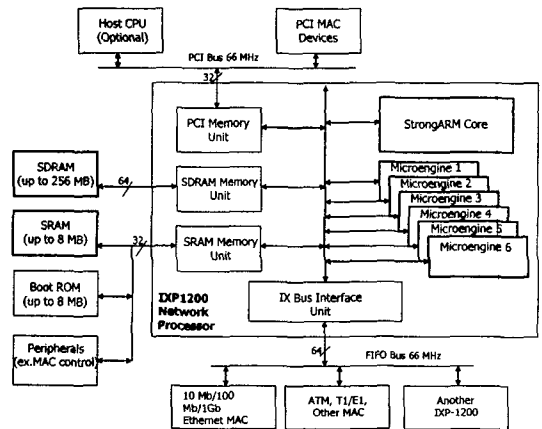 Host CPU
(Optional)
PCI MAC
Devices
PCI Bus 66 MHz
32
PCI Memory
Unit
StrongARM Core
SDRAM
(up to 256 MB)
64
SDRAM Memory
Unit
Microengine 1
Microengine 2
Microengine 3
Microengine 4
Microengine 5
Microengine 6
SRAM
(up to 8 MB)
32
SRAM Memory
Unit
Boot ROM
(up to 8 MB)
IXP1200
Network
Processor
IX Bus Interface
Unit
Peripherals
(ex.MAC control)
64
FIFO Bus 66 MHz
10 Mb/100
Mb/1Gb
Ethernet MAC
ATM, T1/E1,
Other MAC
Another
IXP-1200